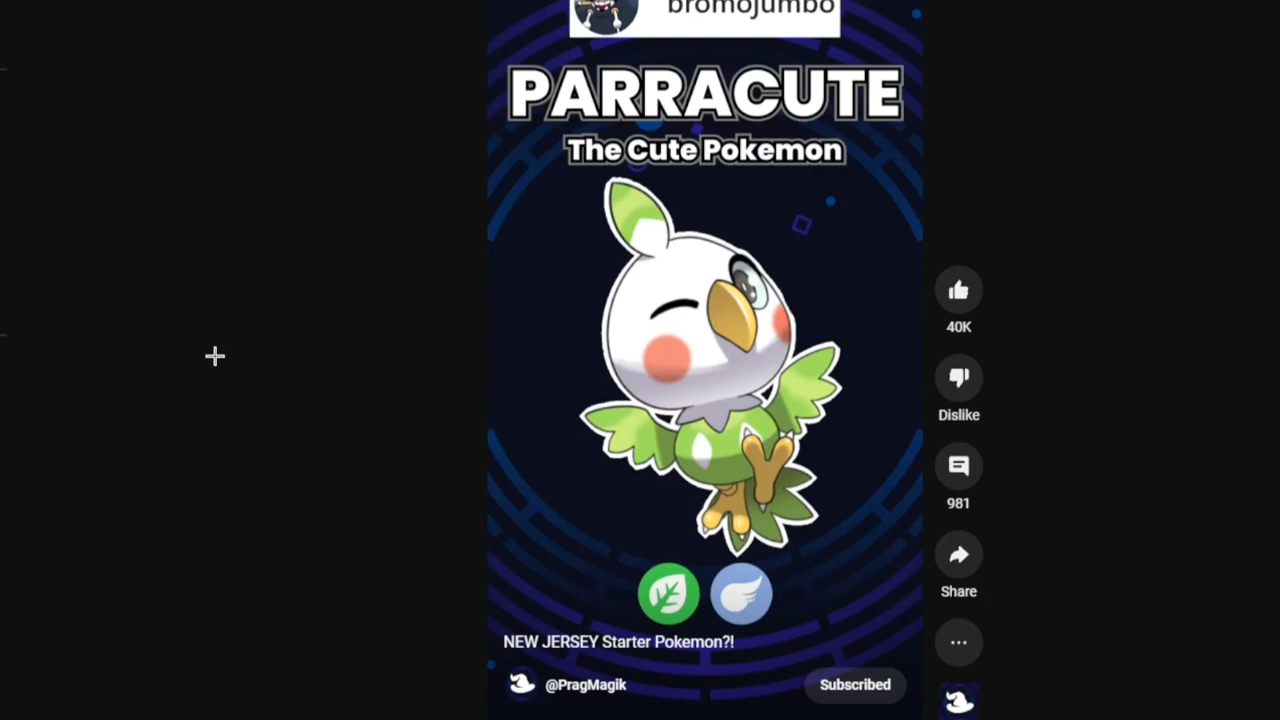 bromojumbo
PARRACUTE
The Cute Pokemon
40K
Dislike
981
Share
NEW JERSEY Starter Pokemon?!
@PragMagik
Subscribed